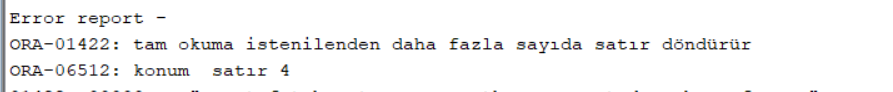 Error report -
ORA-01422: tam okuma istenilenden daha fazla sayıda satır döndürür
ORA-06512: konum  satır 4